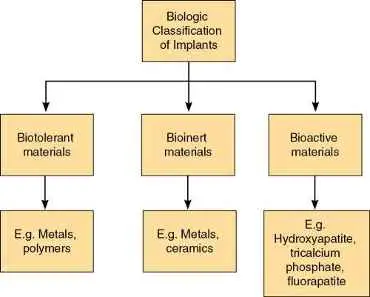 Biologic
Classification
of Implants
Biotolerant
materials
Bioinert
materials
Bioactive
materials
E.g. Metals,
polymers
E.g. Metals,
ceramics
E.g.
Hydroxyapatite,
tricalcium
phosphate,
fluorapatite